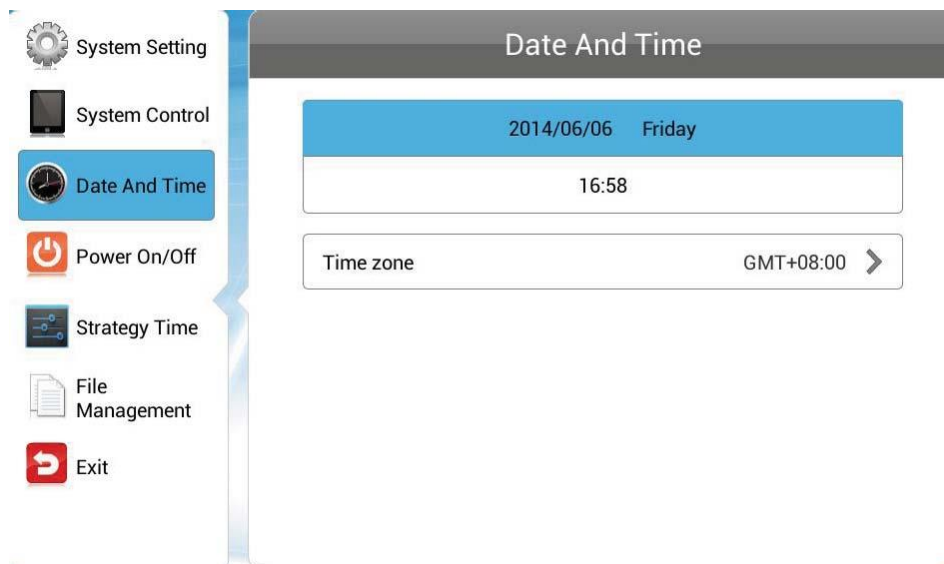 System Setting
System Control
Date And Time
Power On/Off
Strategy Time
File
Management
Exit
Date And Time
2014/06/06 Friday
16:58
Time zone GMT+08:00